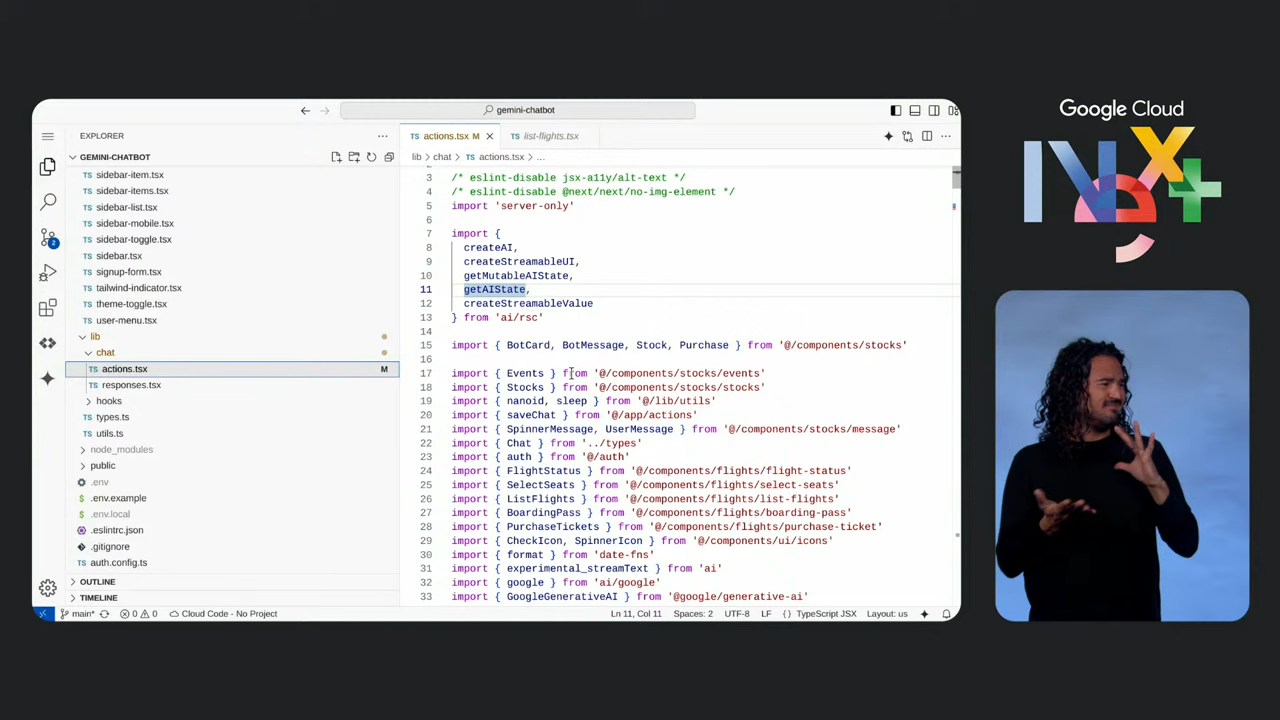 gemini-chatbot
EXPLORER
GEMINI-CHATBOT
sidebar-item.tsx
sidebar-items.tsx
sidebar-list.tsx
sidebar-mobile.tsx
sidebar-toggle.tsx
sidebar.tsx
signup-form.tsx
tailwind-indicator.tsx
theme-toggle.tsx
user-menu.tsx
lib
chat
actions.tsx M
responses.tsx
hooks
types.ts
utils.ts
node_modules
public
.env
.env.example
.env.local
.eslintrc.json
.gitignore
auth.config.ts
OUTLINE
TIMELINE
2
actions.tsx M
list-flights.tsx
lib > chat > actions.tsx > ...
3 /* eslint-disable jsx-a11y/alt-text */
4 /* eslint-disable @next/next/no-img-element */
5 import 'server-only'
6
7 import {
8 createAI,
9 createStreamableUI,
10 getMutableAIState,
11 getAIState,
12 createStreamableValue
13 } from 'ai/rsc'
14
15 import { BotCard, BotMessage, Stock, Purchase } from '@/components/stocks'
16
17 import { Events } from '@/components/stocks/events'
18 import { Stocks } from '@/components/stocks/stocks'
19 import { nanoid, sleep } from '@/lib/utils'
20 import { saveChat } from '@/app/actions'
21 import { SpinnerMessage, UserMessage } from '@/components/stocks/message'
22 import { Chat } from '../types'
23 import { auth } from '@/auth'
24 import { FlightStatus } from '@/components/flights/flight-status'
25 import { SelectSeats } from '@/components/flights/select-seats'
26 import { ListFlights } from '@/components/flights/list-flights'
27 import { BoardingPass } from '@/components/flights/boarding-pass'
28 import { PurchaseTickets } from '@/components/flights/purchase-ticket'
29 import { CheckIcon, SpinnerIcon } from '@/components/ui/icons'
30 import { format } from 'date-fns'
31 import { experimental_streamText } from 'ai'
32 import { google } from 'ai/google'
33 import { GoogleGenerativeAI } from '@google/generative-ai'
main* 0 0 Cloud Code - No Project Ln 11, Col 11 Spaces: 2 UTF-8 LF { } TypeScript JSX Layout: us
Google Cloud
Next